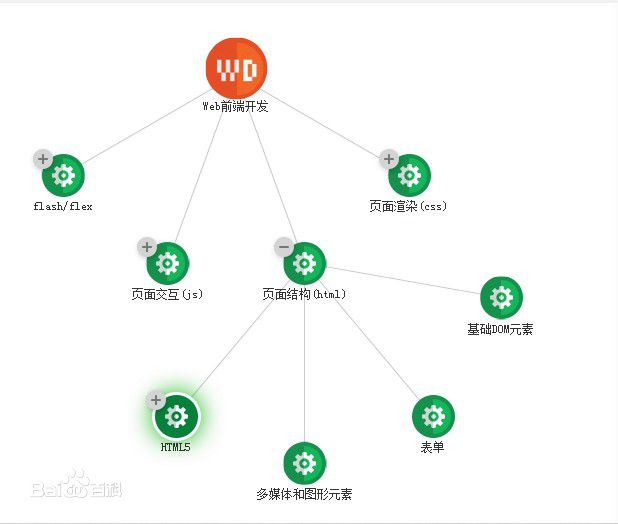 WD
Web前端开发
flash/flex
页面渲染(css)
页面交互(js)
页面结构(html)
基础DOM元素
HTML5
表单
多媒体和图形元素
Baidu百科